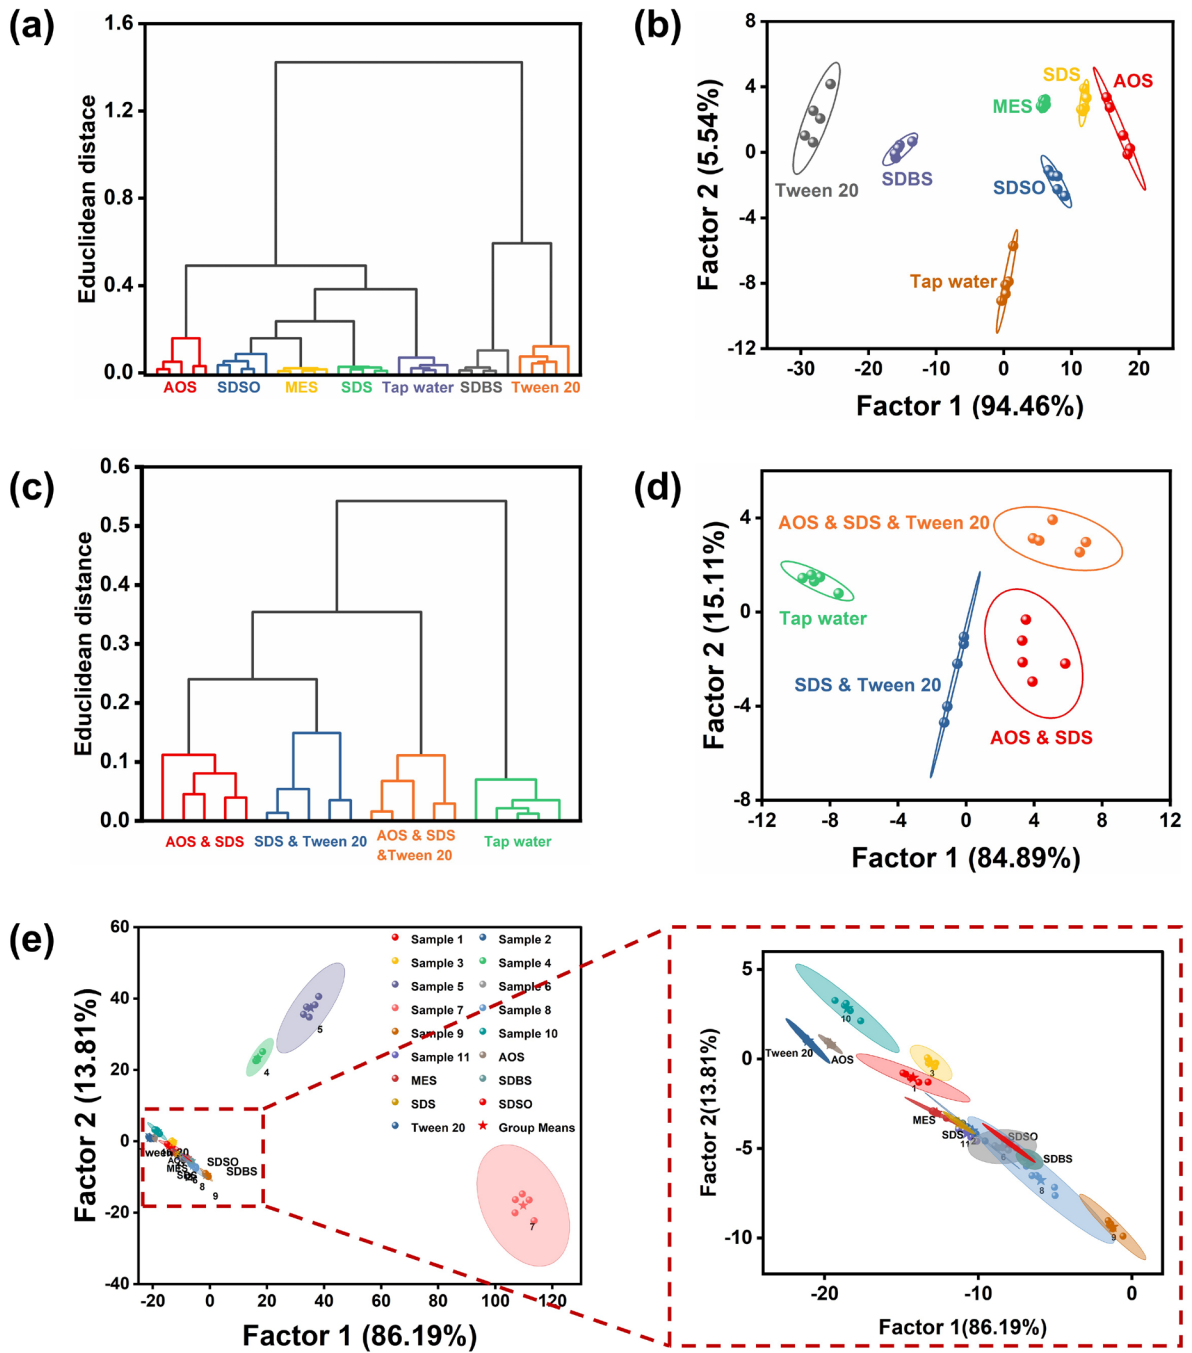 (a)
1.6
1.2
0.8
0.4
0.0
Educlidean distace
AOS
SDSO
MES
SDS
Tap water
SDBS
Tween 20
(b)
8
4
0
-4
-8
-12
Factor 2 (5.54%)
Tween 20
SDBS
MES
SDS
AOS
SDSO
Tap water
-30
-20
-10
0
10
20
Factor 1 (94.46%)
(c)
0.6
0.5
0.4
0.3
0.2
0.1
0.0
Educlidean distance
AOS & SDS
SDS & Tween 20
AOS & SDS
&Tween 20
Tap water
(d)
4
0
-4
-8
Factor 2 (15.11%)
AOS & SDS & Tween 20
Tap water
SDS & Tween 20
AOS & SDS
-12
-8
-4
0
4
8
12
Factor 1 (84.89%)
(e)
60
40
20
0
-20
-40
Factor 2 (13.81%)
Sample 1
Sample 2
Sample 3
Sample 4
Sample 5
Sample 6
Sample 7
Sample 8
Sample 9
Sample 10
Sample 11
AOS
MES
SDBS
SDS
SDSO
Tween 20
Group Means
5
4
7
MES
SDSO
SDBS
6
8
9
-20
0
20
40
60
80
100
120
Factor 1 (86.19%)
5
0
-5
-10
Factor 2(13.81%)
10
Tween 20
AOS
3
1
MES
SDS
11
SDSO
6
SDBS
8
9
-20
-10
0
Factor 1(86.19%)